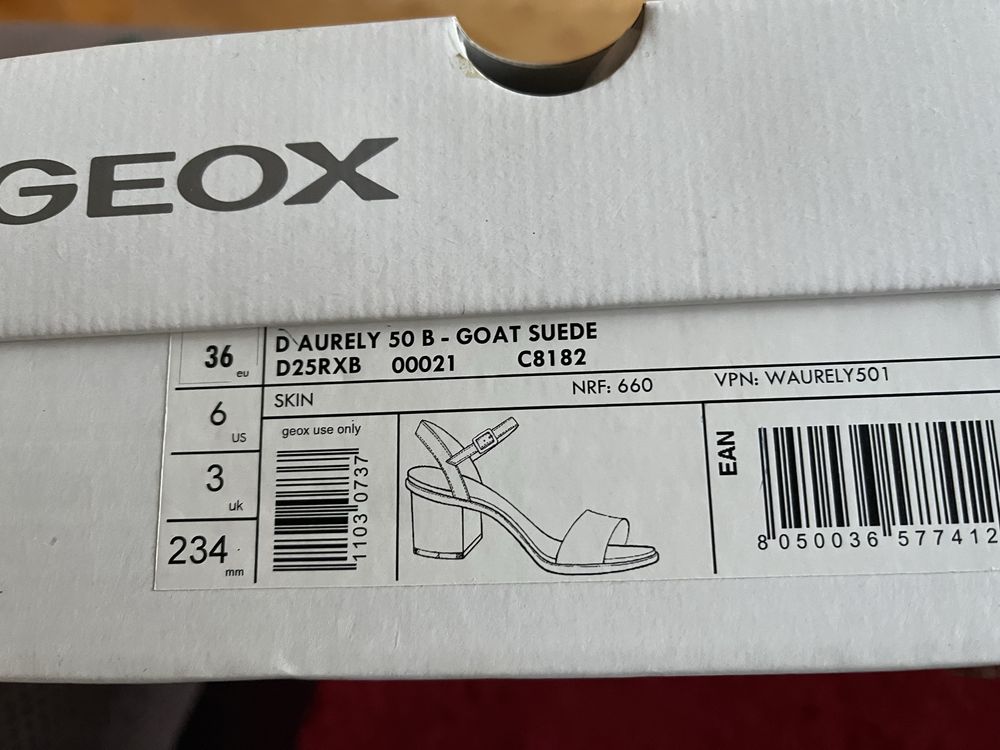 GEOX
36 eu
D AURELY 50 B - GOAT SUEDE
D25RXB 00021 C8182
6 US
SKIN NRF: 660 VPN: WAURELY501
3 uk
234 mm
geox use only
1103 0737
EAN
8 050036 577412